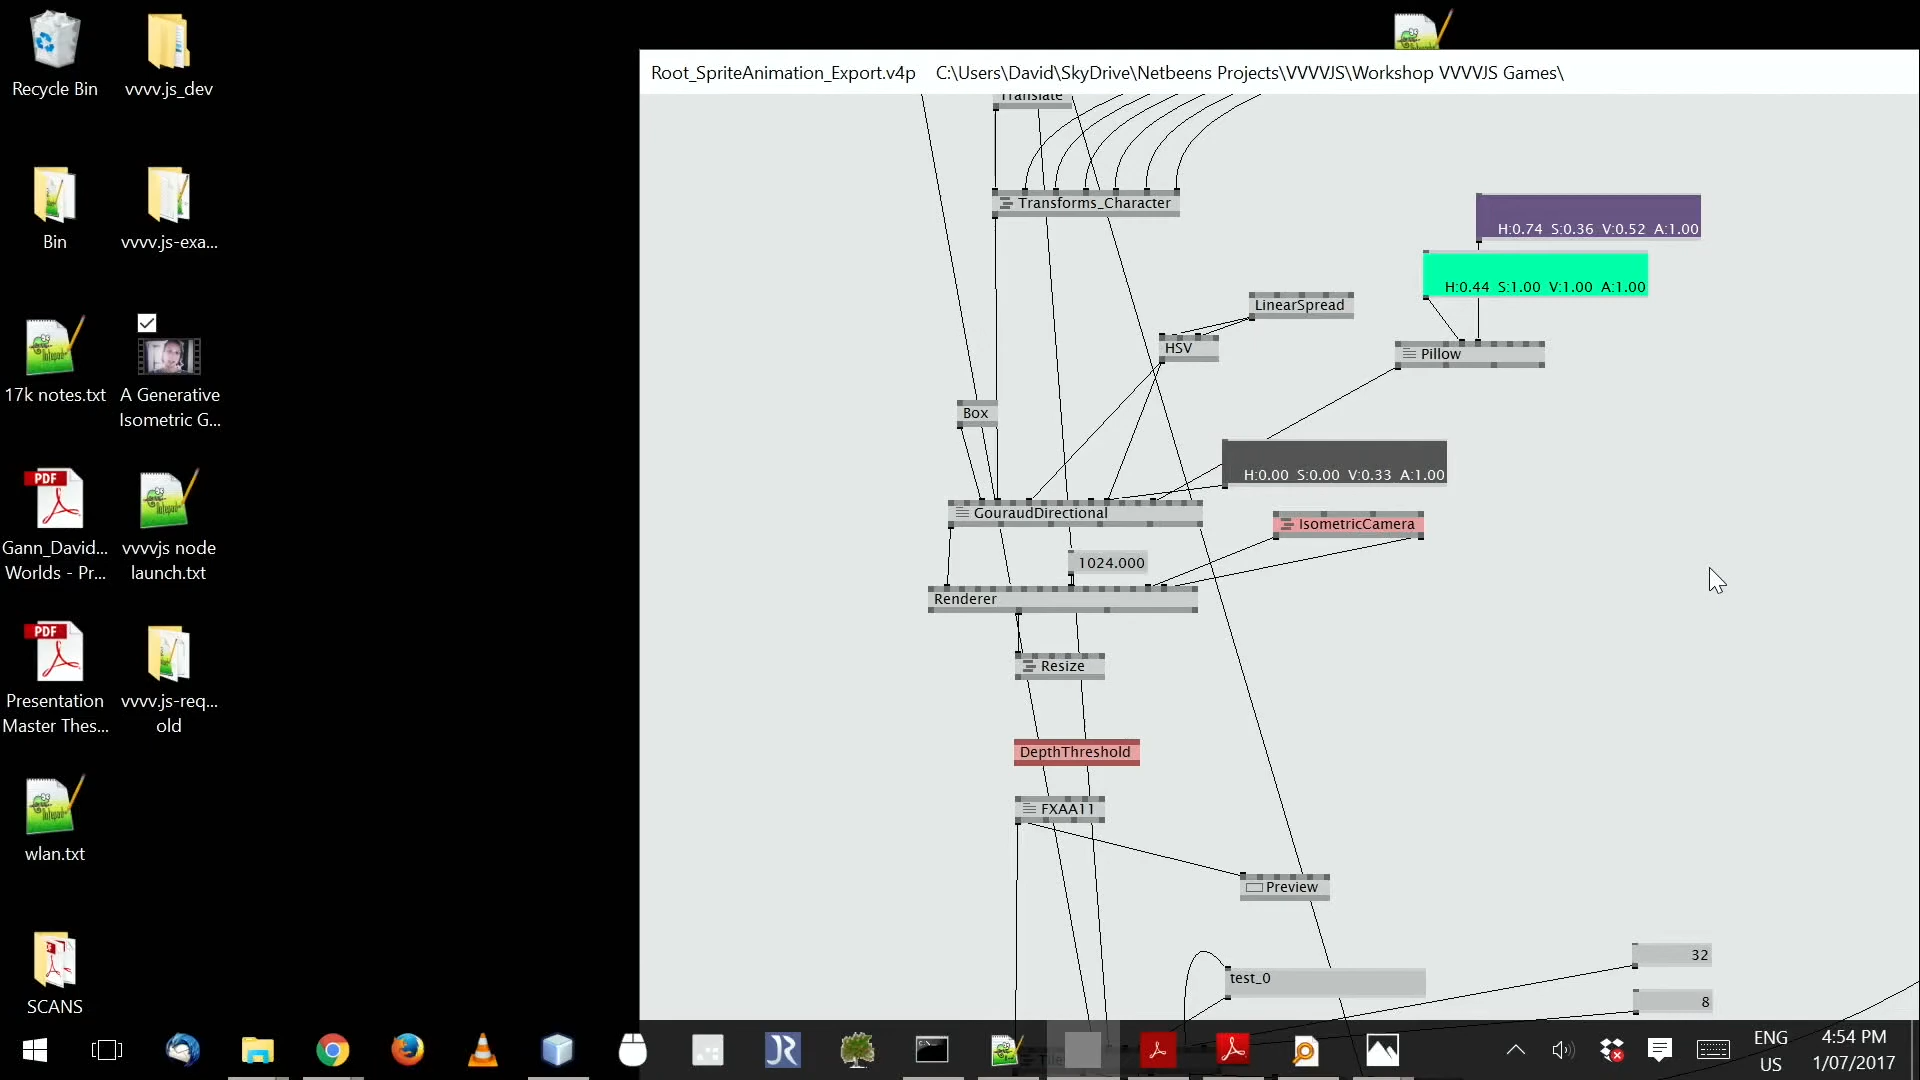 Recycle Bin
vvvv.js_dev
Bin
vvvv.js-exa...
17k notes.txt
A Generative
Isometric G...
PDF
Gann_David...
Worlds - Pr...
vvvvjs node
launch.txt
PDF
Presentation
Master Thes...
vvvv.js-req...
old
wlan.txt
SCANS
Root_SpriteAnimation_Export.v4p C:\Users\David\SkyDrive\Netbeens Projects\VVVVJS\Workshop VVVVJS Games\
Translate
Transforms_Character
H:0.74 S:0.36 V:0.52 A:1.00
H:0.44 S:1.00 V:1.00 A:1.00
LinearSpread
HSV
Pillow
Box
H:0.00 S:0.00 V:0.33 A:1.00
GouraudDirectional
IsometricCamera
1024.000
Renderer
Resize
DepthThreshold
FXAA11
Preview
32
test_0
8
ENG
US
4:54 PM
1/07/2017